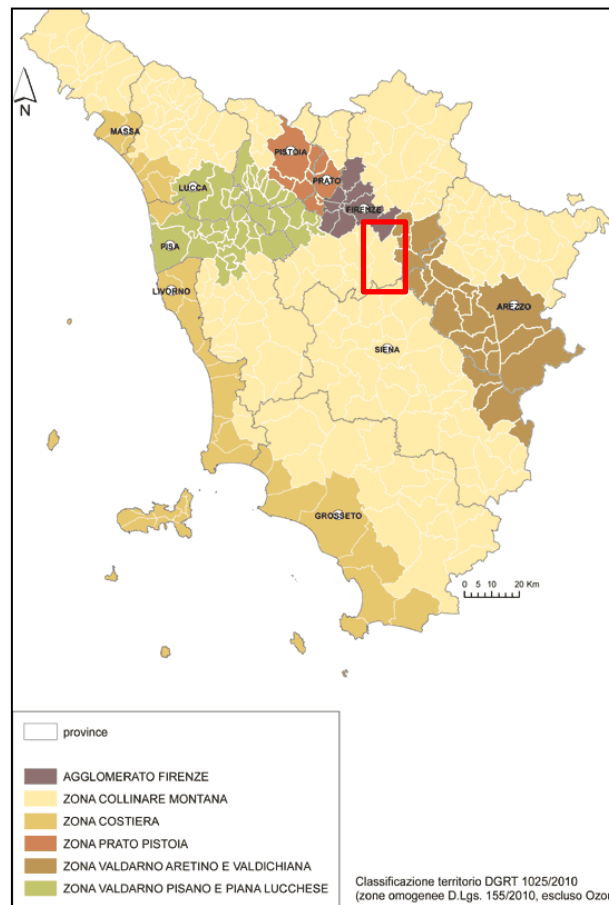 N
MASSA
PISTOIA
PRATO
LUCCA
FIRENZE
PISA
LIVORNO
AREZZO
SIENA
GROSSETO
0 5 10 20 Km
province
AGGLOMERATO FIRENZE
ZONA COLLINARE MONTANA
ZONA COSTIERA
ZONA PRATO PISTOIA
ZONA VALDARNO ARETINO E VALDICHIANA
ZONA VALDARNO PISANO E PIANA LUCCHESE
Classificazione territorio DGRT 1025/2010
(zone omogenee D.Lgs. 155/2010, escluso Ozo